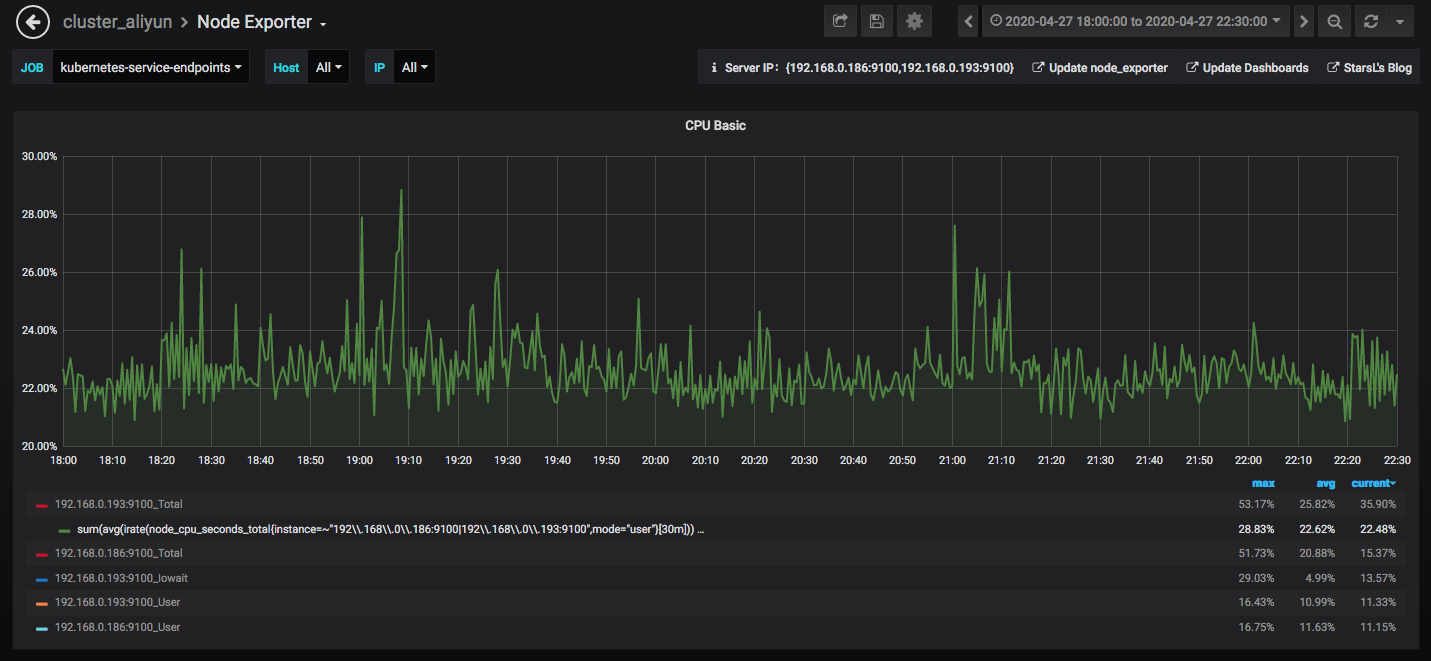 cluster_aliyun > Node Exporter
2020-04-27 18:00:00 to 2020-04-27 22:30:00
JOB kubernetes-service-endpoints Host All IP All
i Server IP：{192.168.0.186:9100,192.168.0.193:9100} Update node_exporter Update Dashboards StarsL's Blog
CPU Basic
30.00%
28.00%
26.00%
24.00%
22.00%
20.00%
18:00 18:10 18:20 18:30 18:40 18:50 19:00 19:10 19:20 19:30 19:40 19:50 20:00 20:10 20:20 20:30 20:40 20:50 21:00 21:10 21:20 21:30 21:40 21:50 22:00 22:10 22:20 22:30
max avg current
192.168.0.193:9100_Total 53.17% 25.82% 35.90%
sum(avg(irate(node_cpu_seconds_total{instance=~"192\\.168\\.0\\.186:9100|192\\.168\\.0\\.193:9100",mode="user"}[30m])) ... 28.83% 22.62% 22.48%
192.168.0.186:9100_Total 51.73% 20.88% 15.37%
192.168.0.193:9100_Iowait 29.03% 4.99% 13.57%
192.168.0.193:9100_User 16.43% 10.99% 11.33%
192.168.0.186:9100_User 16.75% 11.63% 11.15%